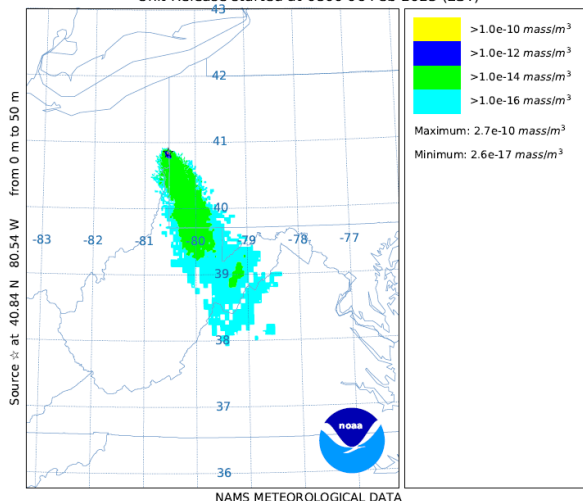 43
42
41
40
-83
-82
-81
-80
-79
-78
-77
39
38
37
36
Source ☆ at 40.84 N 80.54 W from 0 m to 50 m
>1.0e-10 mass/m³
>1.0e-12 mass/m³
>1.0e-14 mass/m³
>1.0e-16 mass/m³
Maximum: 2.7e-10 mass/m³
Minimum: 2.6e-17 mass/m³
noaa
NAMS METEOROLOGICAL DATA